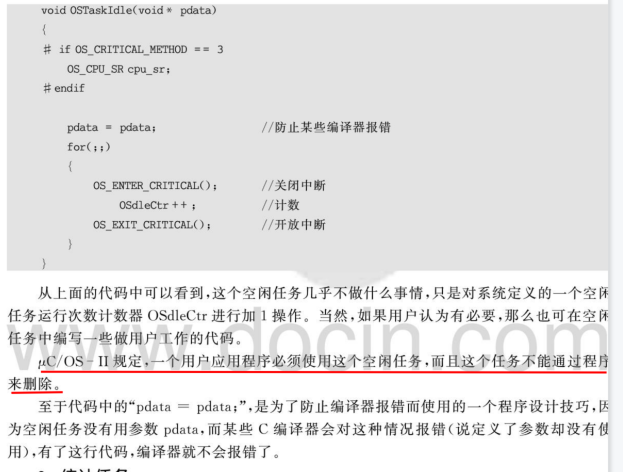 void OSTaskIdle(void * pdata)
{
# if OS_CRITICAL_METHOD == 3
OS_CPU_SR cpu_sr;
# endif
pdata = pdata; //防止某些编译器报错
for(;;)
{
OS_ENTER_CRITICAL(); //关闭中断
OSdleCtr ++ ; //计数
OS_EXIT_CRITICAL(); //开放中断
}
}
从上面的代码中可以看到,这个空闲任务几乎不做什么事情,只是对系统定义的一个空闲
任务运行次数计数器 OSdleCtr 进行加 1 操作。当然,如果用户认为有必要,那么也可在空闲
任务中编写一些做用户工作的代码。
www.docin.com
μC/OS-II 规定,一个用户应用程序必须使用这个空闲任务,而且这个任务不能通过程序
来删除。
至于代码中的“pdata = pdata;”,是为了防止编译器报错而使用的一个程序设计技巧,因
为空闲任务没有用参数 pdata,而某些 C 编译器会对这种情况报错(说定义了参数却没有使
用),有了这行代码,编译器就不会报错了。